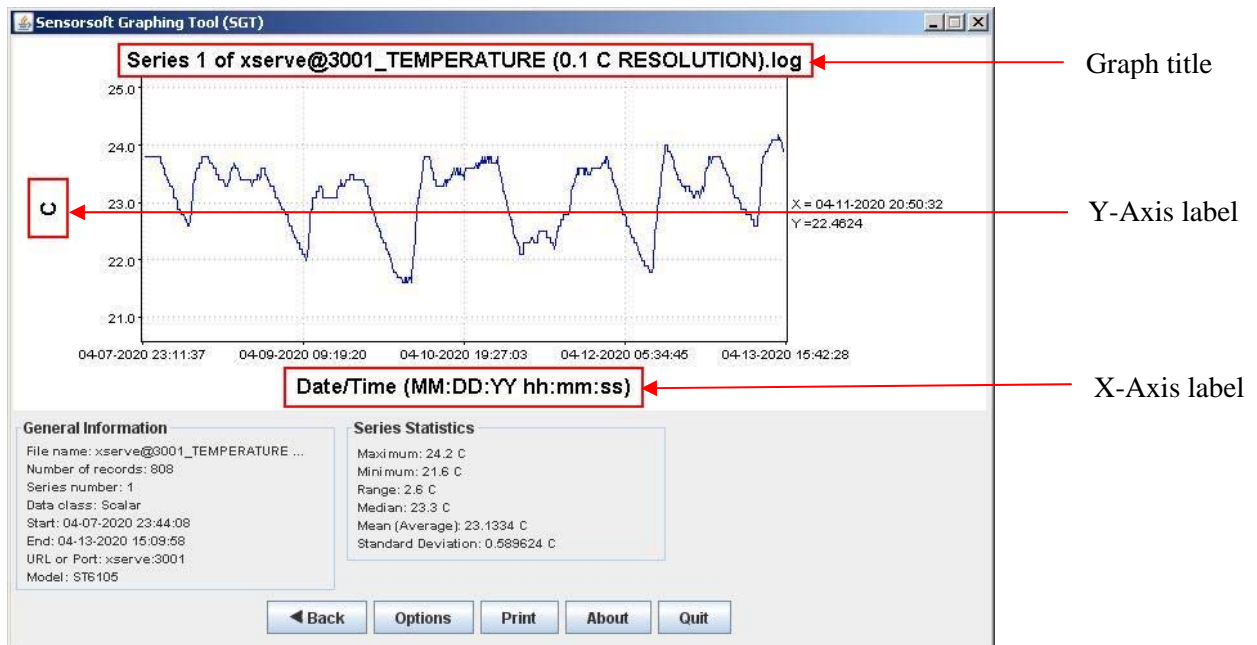 Sensorsoft Graphing Tool (SGT)
Series 1 of xserve@3001_TEMPERATURE (0.1 C RESOLUTION).log
Graph title
25.0
24.0
23.0
22.0
21.0
C
Y-Axis label
X = 04-11-2020 20:50:32
Y =22.4624
04-07-2020 23:11:37 04-09-2020 09:19:20 04-10-2020 19:27:03 04-12-2020 05:34:45 04-13-2020 15:42:28
Date/Time (MM:DD:YY hh:mm:ss)
X-Axis label
General Information
File name: xserve@3001_TEMPERATURE ...
Number of records: 808
Series number: 1
Data class: Scalar
Start: 04-07-2020 23:44:08
End: 04-13-2020 15:09:58
URL or Port: xserve:3001
Model: ST6105
Series Statistics
Maximum: 24.2 C
Minimum: 21.6 C
Range: 2.6 C
Median: 23.3 C
Mean (Average): 23.1334 C
Standard Deviation: 0.589624 C
Back Options Print About Quit